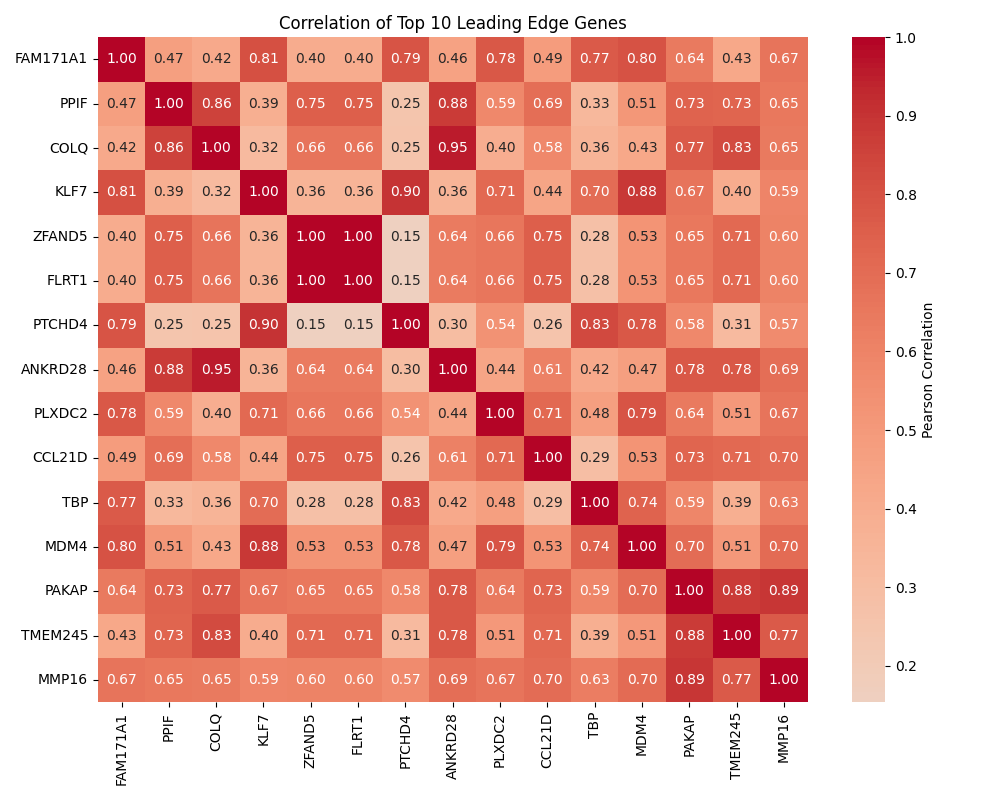 Correlation of Top 10 Leading Edge Genes
FAM171A1 1.00 0.47 0.42 0.81 0.40 0.40 0.79 0.46 0.78 0.49 0.77 0.80 0.64 0.43 0.67
PPIF 0.47 1.00 0.86 0.39 0.75 0.75 0.25 0.88 0.59 0.69 0.33 0.51 0.73 0.73 0.65
COLQ 0.42 0.86 1.00 0.32 0.66 0.66 0.25 0.95 0.40 0.58 0.36 0.43 0.77 0.83 0.65
KLF7 0.81 0.39 0.32 1.00 0.36 0.36 0.90 0.36 0.71 0.44 0.70 0.88 0.67 0.40 0.59
ZFAND5 0.40 0.75 0.66 0.36 1.00 1.00 0.15 0.64 0.66 0.75 0.28 0.53 0.65 0.71 0.60
FLRT1 0.40 0.75 0.66 0.36 1.00 1.00 0.15 0.64 0.66 0.75 0.28 0.53 0.65 0.71 0.60
PTCHD4 0.79 0.25 0.25 0.90 0.15 0.15 1.00 0.30 0.54 0.26 0.83 0.78 0.58 0.31 0.57
ANKRD28 0.46 0.88 0.95 0.36 0.64 0.64 0.30 1.00 0.44 0.61 0.42 0.47 0.78 0.78 0.69
PLXDC2 0.78 0.59 0.40 0.71 0.66 0.66 0.54 0.44 1.00 0.71 0.48 0.79 0.64 0.51 0.67
CCL21D 0.49 0.69 0.58 0.44 0.75 0.75 0.26 0.61 0.71 1.00 0.29 0.53 0.73 0.71 0.70
TBP 0.77 0.33 0.36 0.70 0.28 0.28 0.83 0.42 0.48 0.29 1.00 0.74 0.59 0.39 0.63
MDM4 0.80 0.51 0.43 0.88 0.53 0.53 0.78 0.47 0.79 0.53 0.74 1.00 0.70 0.51 0.70
PAKAP 0.64 0.73 0.77 0.67 0.65 0.65 0.58 0.78 0.64 0.73 0.59 0.70 1.00 0.88 0.89
TMEM245 0.43 0.73 0.83 0.40 0.71 0.71 0.31 0.78 0.51 0.71 0.39 0.51 0.88 1.00 0.77
MMP16 0.67 0.65 0.65 0.59 0.60 0.60 0.57 0.69 0.67 0.70 0.63 0.70 0.89 0.77 1.00
FAM171A1 PPIF COLQ KLF7 ZFAND5 FLRT1 PTCHD4 ANKRD28 PLXDC2 CCL21D TBP MDM4 PAKAP TMEM245 MMP16
1.0
0.9
0.8
0.7
0.6
0.5
0.4
0.3
0.2
Pearson Correlation